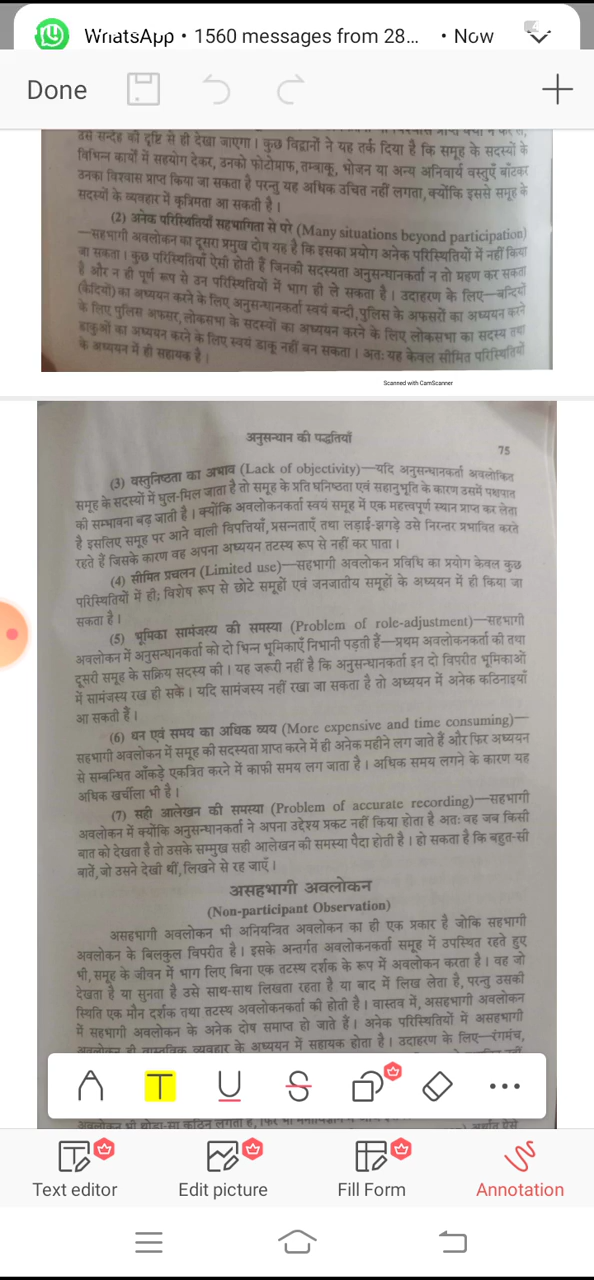 WhatsApp • 1560 messages from 28... • Now
Done
उसे सन्देह की दृष्टि से ही देखा जाएगा। कुछ विद्वानों ने यह तर्क दिया है कि समूह के सदस्यों के
विभिन्न कार्यों में सहयोग देकर, उनको फोटोग्राफ, तम्बाकू, भोजन या अन्य अनिवार्य वस्तुएँ बाँटकर
उनका विश्वास प्राप्त किया जा सकता है परन्तु यह अधिक उचित नहीं लगता, क्योंकि इससे समूह के
सदस्यों के व्यवहार में कृत्रिमता आ सकती है।
(2) अनेक परिस्थितियाँ सहभागिता से परे (Many situations beyond participation)
—सहभागी अवलोकन का दूसरा प्रमुख दोष यह है कि इसका प्रयोग अनेक परिस्थितियों में नहीं किया
जा सकता। कुछ परिस्थितियाँ ऐसी होती हैं जिनकी सदस्यता अनुसन्धानकर्ता न तो ग्रहण कर सकता
है और न ही पूर्ण रूप से उन परिस्थितियों में भाग ही ले सकता है। उदाहरण के लिए—बन्दियों
(कैदियों) का अध्ययन करने के लिए अनुसन्धानकर्ता स्वयं बन्दी, पुलिस के अफसरों का अध्ययन करने
के लिए पुलिस अफसर, लोकसभा के सदस्यों का अध्ययन करने के लिए लोकसभा का सदस्य तथा
डाकुओं का अध्ययन करने के लिए स्वयं डाकू नहीं बन सकता। अतः यह केवल सीमित परिस्थितियों
के अध्ययन में ही सहायक है।
Scanned with CamScanner
अनुसन्धान की पद्धतियाँ
75
(3) वस्तुनिष्ठता का अभाव (Lack of objectivity)—यदि अनुसन्धानकर्ता अवलोकित
समूह के सदस्यों में घुल-मिल जाता है तो समूह के प्रति घनिष्ठता एवं सहानुभूति के कारण उसमें पक्षपात
की सम्भावना बढ़ जाती है। क्योंकि अवलोकनकर्ता स्वयं समूह में एक महत्वपूर्ण स्थान प्राप्त कर लेता
है इसलिए समूह पर आने वाली विपत्तियाँ, प्रसन्नताएँ तथा लड़ाई-झगड़े उसे निरन्तर प्रभावित करते
रहते हैं जिसके कारण वह अपना अध्ययन तटस्थ रूप से नहीं कर पाता।
(4) सीमित प्रचलन (Limited use)—सहभागी अवलोकन प्रविधि का प्रयोग केवल कुछ
परिस्थितियों में ही; विशेष रूप से छोटे समूहों एवं जनजातीय समूहों के अध्ययन में ही किया जा
सकता है।
(5) भूमिका सामंजस्य की समस्या (Problem of role-adjustment)—सहभागी
अवलोकन में अनुसन्धानकर्ता को दो भिन्न भूमिकाएँ निभानी पड़ती हैं—प्रथम अवलोकनकर्ता की तथा
दूसरी समूह के सक्रिय सदस्य की। यह जरूरी नहीं है कि अनुसन्धानकर्ता इन दो विपरीत भूमिकाओं
में सामंजस्य रख ही सके। यदि सामंजस्य नहीं रखा जा सकता है तो अध्ययन में अनेक कठिनाइयाँ
आ सकती हैं।
(6) धन एवं समय का अधिक व्यय (More expensive and time consuming)—
सहभागी अवलोकन में समूह की सदस्यता प्राप्त करने में ही अनेक महीने लग जाते हैं और फिर अध्ययन
से सम्बन्धित आँकड़े एकत्रित करने में काफी समय लग जाता है। अधिक समय लगने के कारण यह
अधिक खर्चीला भी है।
(7) सही आलेखन की समस्या (Problem of accurate recording)—सहभागी
अवलोकन में क्योंकि अनुसन्धानकर्ता ने अपना उद्देश्य प्रकट नहीं किया होता है अतः वह जब किसी
बात को देखता है तो उसके सम्मुख सही आलेखन की समस्या पैदा होती है। हो सकता है कि बहुत-सी
बातें, जो उसने देखी थीं, लिखने से रह जाएँ।
असहभागी अवलोकन
(Non-participant Observation)
असहभागी अवलोकन भी अनियन्त्रित अवलोकन का ही एक प्रकार है जोकि सहभागी
अवलोकन के बिलकुल विपरीत है। इसके अन्तर्गत अवलोकनकर्ता समूह में उपस्थित रहते हुए
भी, समूह के जीवन में भाग लिए बिना एक तटस्थ दर्शक के रूप में अवलोकन करता है। वह जो
देखता है या सुनता है उसे साथ-साथ लिखता रहता है या बाद में लिख लेता है, परन्तु उसकी
स्थिति एक मौन दर्शक तथा तटस्थ अवलोकनकर्ता की होती है। वास्तव में, असहभागी अवलोकन
में सहभागी अवलोकन के अनेक दोष समाप्त हो जाते हैं। अनेक परिस्थितियों में असहभागी
अवलोकन ही वास्तविक व्यवहार के अध्ययन में सहायक होता है। उदाहरण के लिए—रंगमंच,
अवलोकन भी थोड़ा-सा कठिन लगता है, फिर भी
Text editor
Edit picture
Fill Form
Annotation